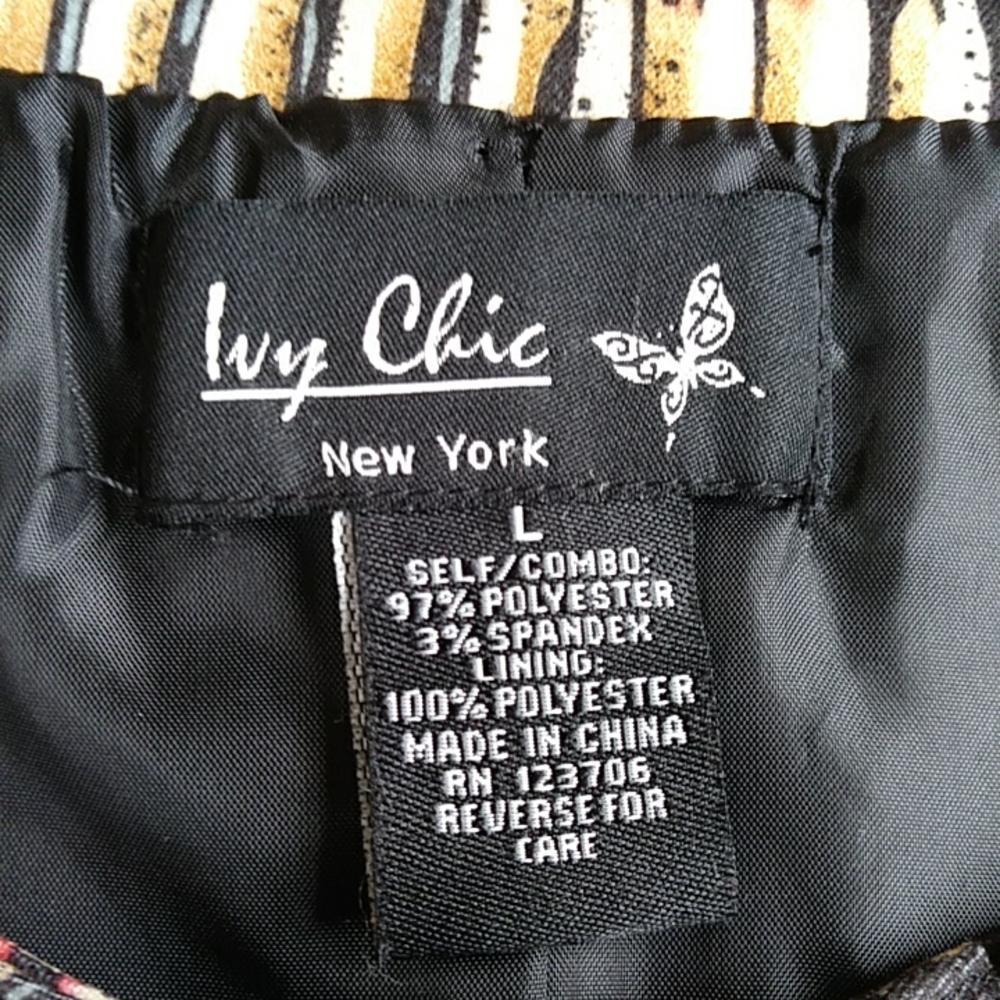 Ivy Chic
New York
L
SELF/COMBO:
97% POLYESTER
3% SPANDEX
LINING:
100% POLYESTER
MADE IN CHINA
RN 123706
REVERSE FOR
CARE